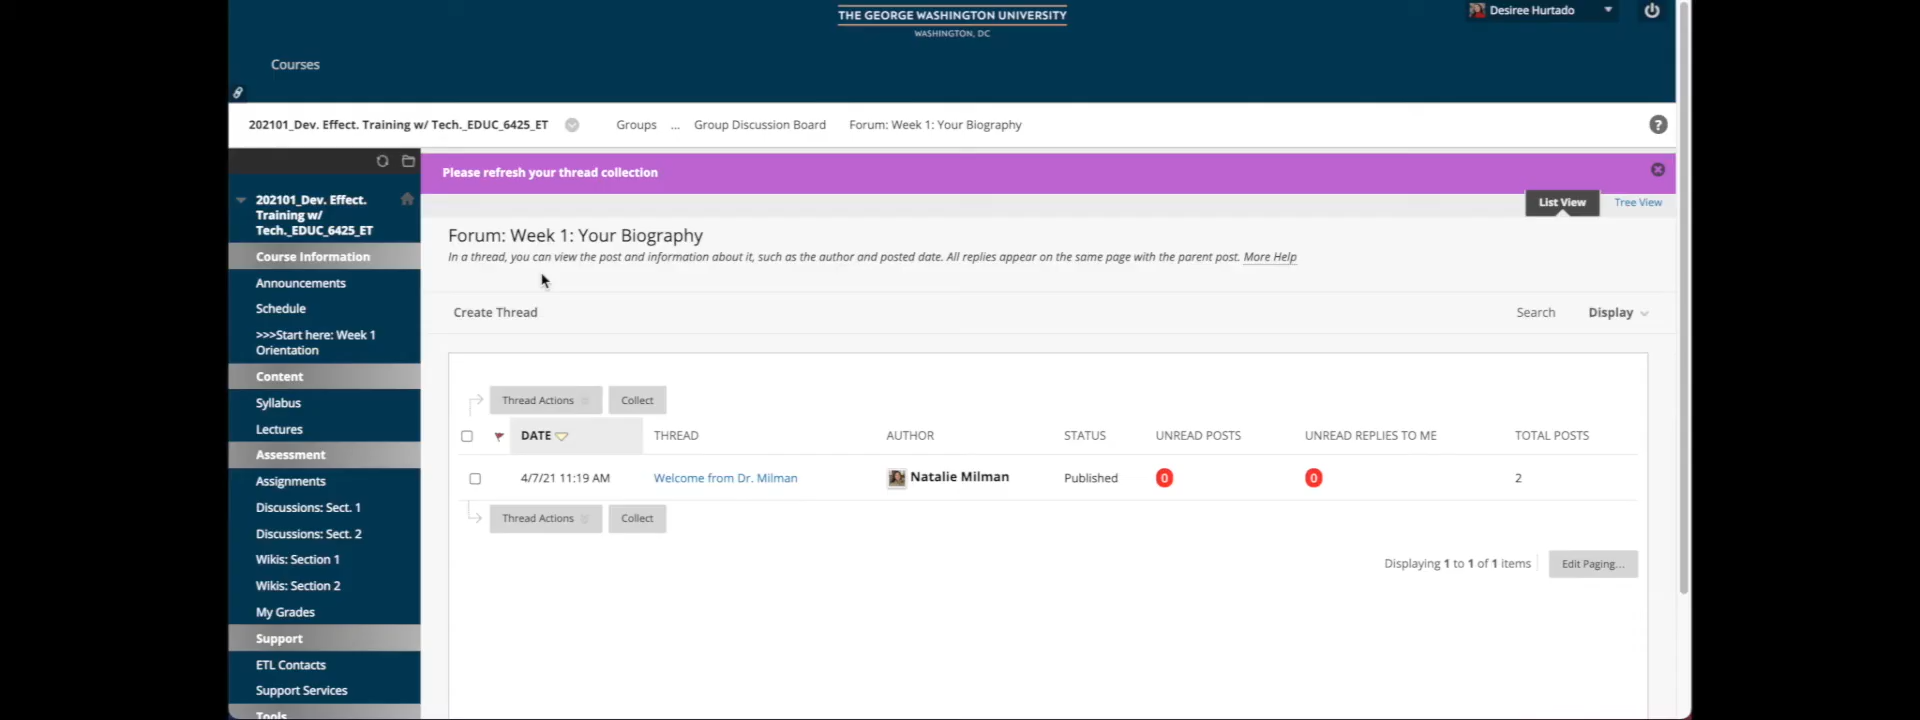 THE GEORGE WASHINGTON UNIVERSITY
WASHINGTON, DC
Desiree Hurtado
Courses
202101_Dev. Effect. Training w/ Tech._EDUC_6425_ET
Groups ... Group Discussion Board Forum: Week 1: Your Biography
?
Please refresh your thread collection
List View
Tree View
202101_Dev. Effect.
Training w/
Tech._EDUC_6425_ET
Course Information
Announcements
Schedule
>>>Start here: Week 1
Orientation
Content
Syllabus
Lectures
Assessment
Assignments
Discussions: Sect. 1
Discussions: Sect. 2
Wikis: Section 1
Wikis: Section 2
My Grades
Support
ETL Contacts
Support Services
Tools
Forum: Week 1: Your Biography
In a thread, you can view the post and information about it, such as the author and posted date. All replies appear on the same page with the parent post. More Help
Create Thread
Search
Display
Thread Actions
Collect
DATE THREAD AUTHOR STATUS UNREAD POSTS UNREAD REPLIES TO ME TOTAL POSTS
4/7/21 11:19 AM Welcome from Dr. Milman Natalie Milman Published 0 0 2
Thread Actions
Collect
Displaying 1 to 1 of 1 items
Edit Paging...